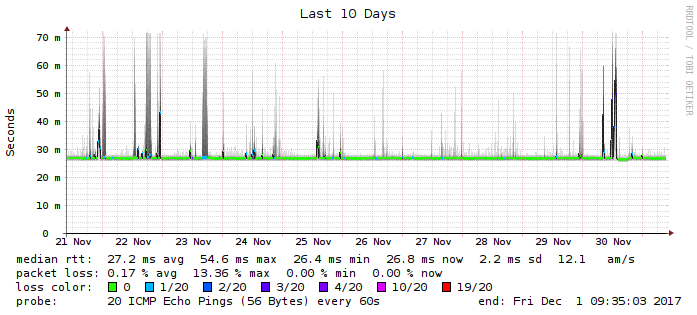 Last 10 Days
RRDTOOL / TOBI OETIKER
Seconds
70 m
60 m
50 m
40 m
30 m
20 m
10 m
0
21 Nov 22 Nov 23 Nov 24 Nov 25 Nov 26 Nov 27 Nov 28 Nov 29 Nov 30 Nov
median rtt: 27.2 ms avg 54.6 ms max 26.4 ms min 26.8 ms now 2.2 ms sd 12.1 am/s
packet loss: 0.17 % avg 13.36 % max 0.00 % min 0.00 % now
loss color: 0 1/20 2/20 3/20 4/20 10/20 19/20
probe: 20 ICMP Echo Pings (56 Bytes) every 60s end: Fri Dec 1 09:35:03 2017